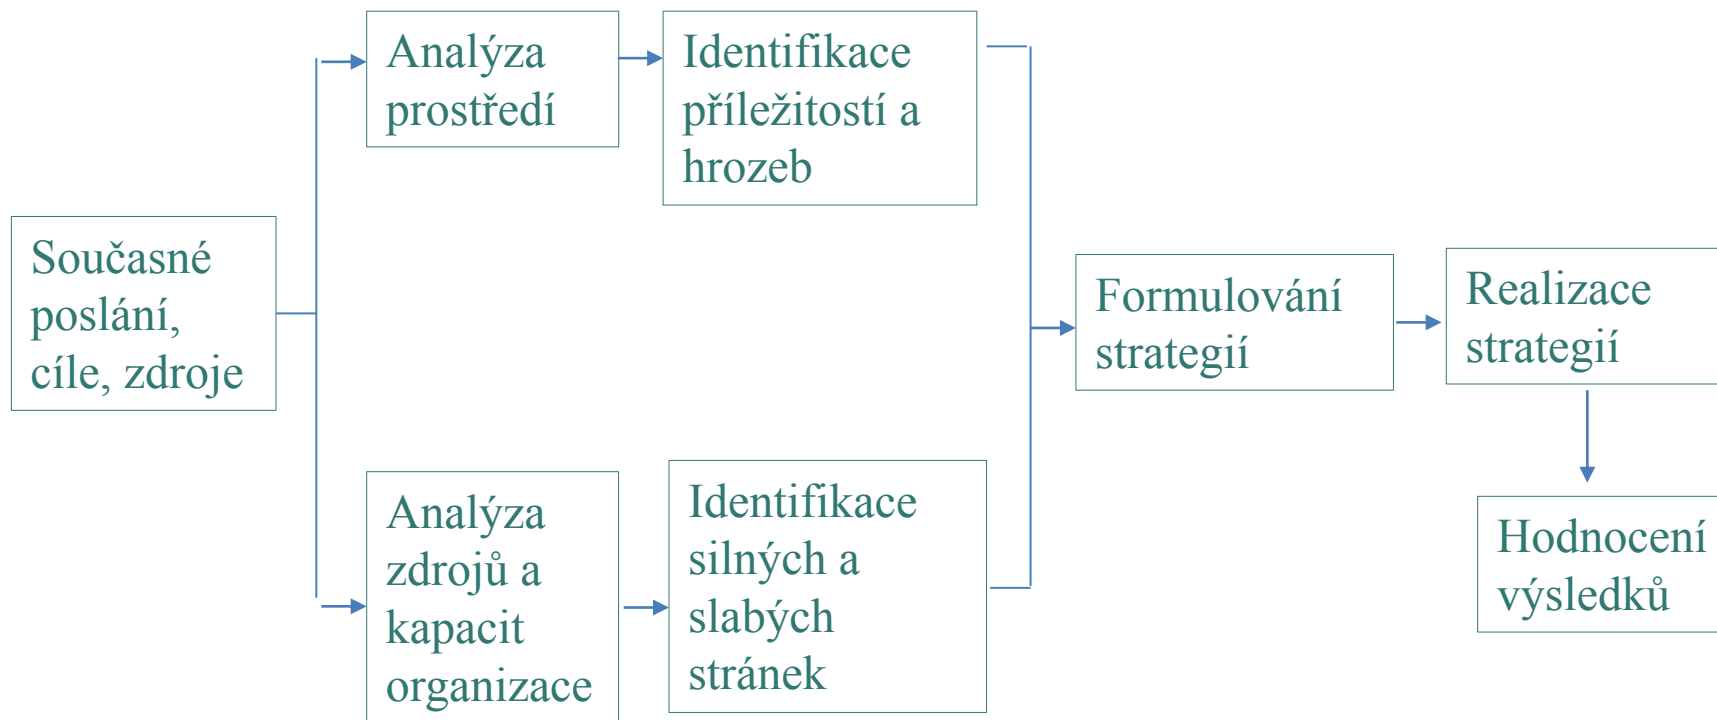 Analýza
prostředí
Identifikace
příležitostí a
hrozeb
Současné
poslání,
cíle, zdroje
Formulování
strategií
Realizace
strategií
Analýza
zdrojů a
kapacit
organizace
Identifikace
silných a
slabých
stránek
Hodnocení
výsledků